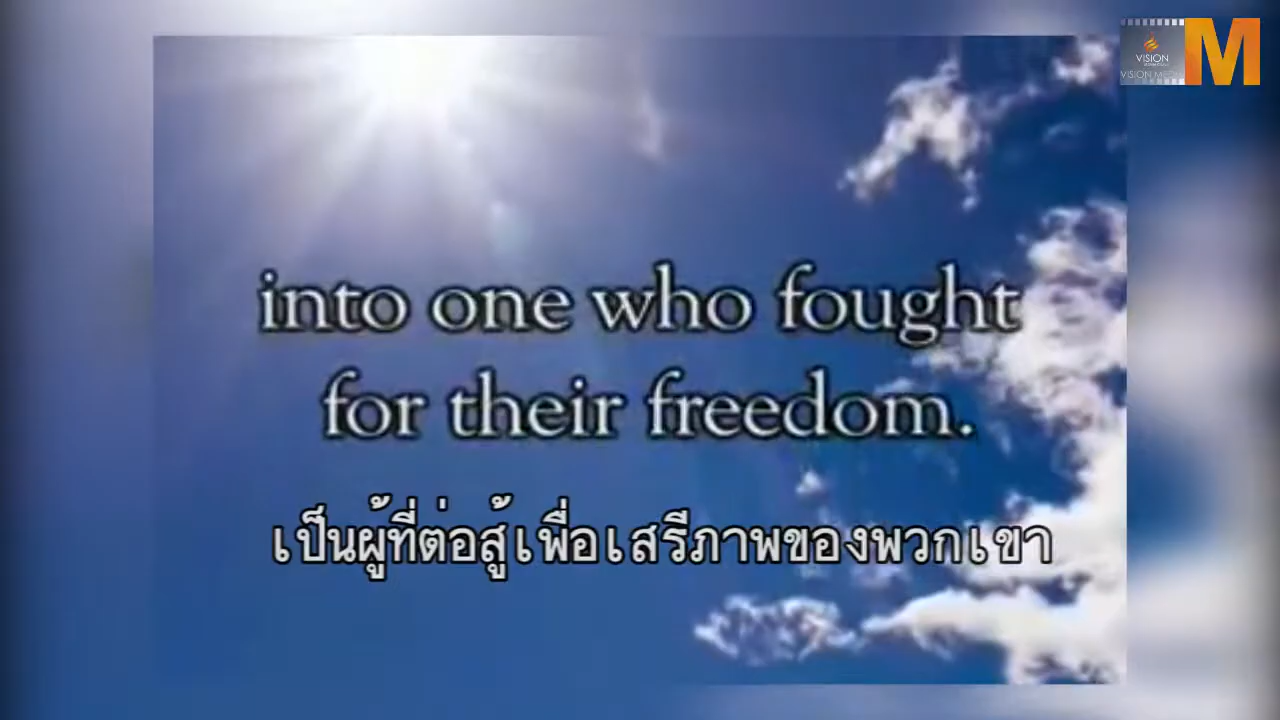 VISION
VISION MEDIA
M
into one who fought
for their freedom.
เป็นผู้ที่ต่อสู้เพื่อเสรีภาพของพวกเขา